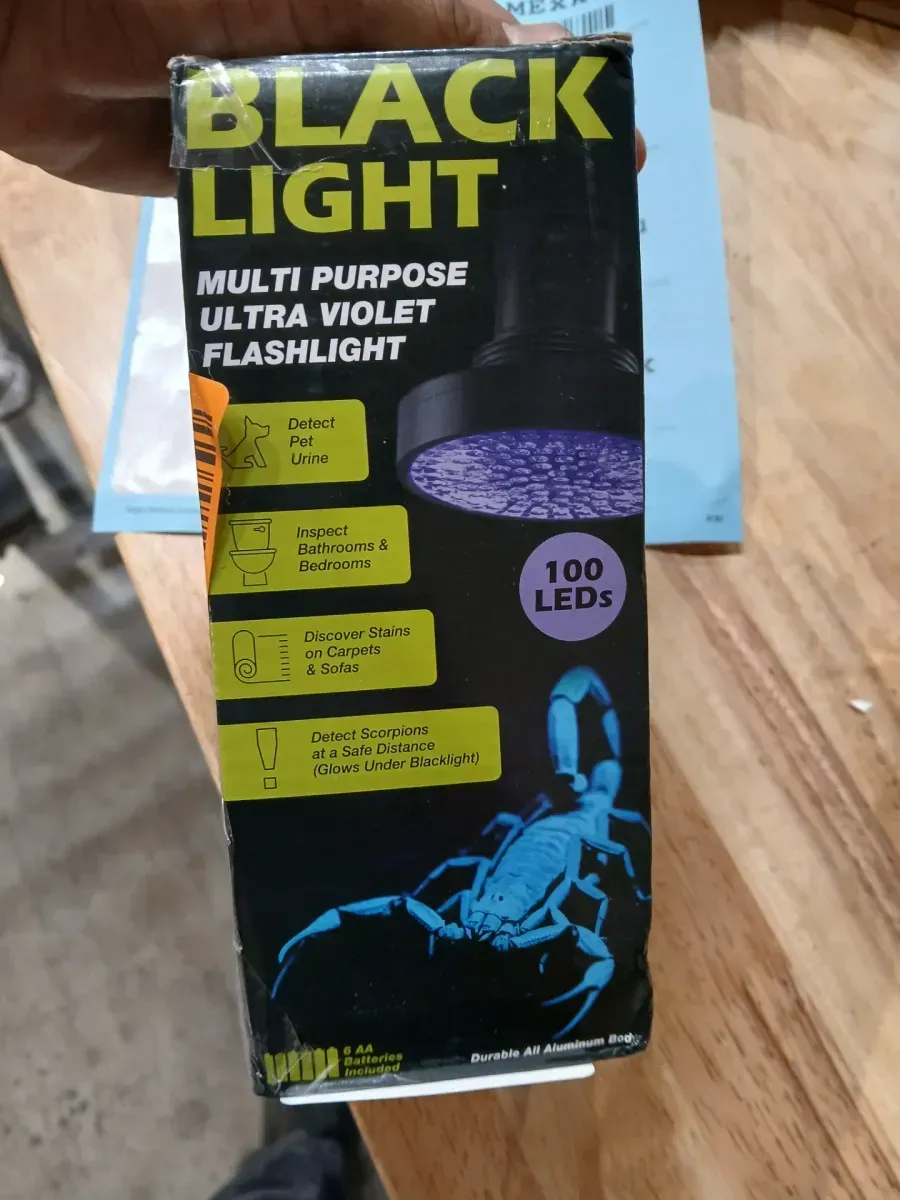 BLACK
LIGHT
MULTI PURPOSE
ULTRA VIOLET
FLASHLIGHT
Detect
Pet
Urine
Inspect
Bathrooms &
Bedrooms
100
LEDs
Discover Stains
on Carpets
& Sofas
Detect Scorpions
at a Safe Distance
(Glows Under Blacklight)
6 AA
Batteries
Included
Durable All Aluminum Body